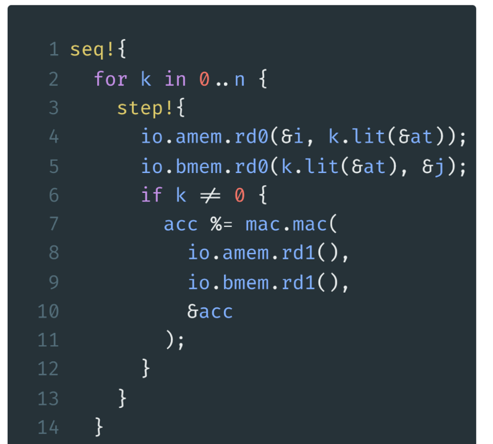 1 seq!{
2   for k in 0..n {
3     step!{
4       io.amem.rd0(&i, k.lit(&at));
5       io.bmem.rd0(k.lit(&at), &j);
6       if k != 0 {
7         acc %= mac.mac(
8           io.amem.rd1(),
9           io.bmem.rd1(),
10           &acc
11         );
12       }
13     }
14   }